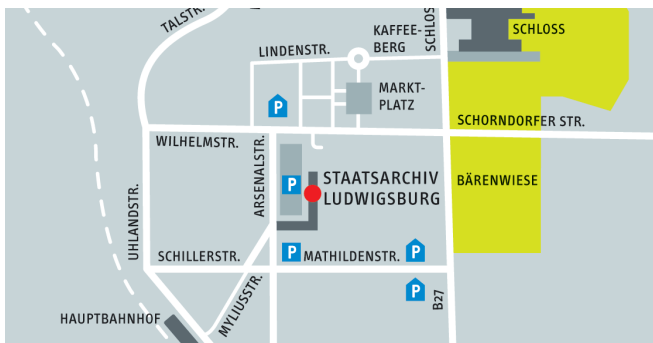 TALSTR.
LINDENSTR.
KAFFEE-
BERG
SCHLOS
SCHLOSS
MARKT-
PLATZ
P
SCHORNDORFER STR.
WILHELMSTR.
ARSENALSTR.
P
STAATSARCHIV
LUDWIGSBURG
BÄRENWIESE
UHLANDSTR.
SCHILLERSTR.
P
MATHILDENSTR.
P
MYLIUSSTR.
P
B27
HAUPTBAHNHOF